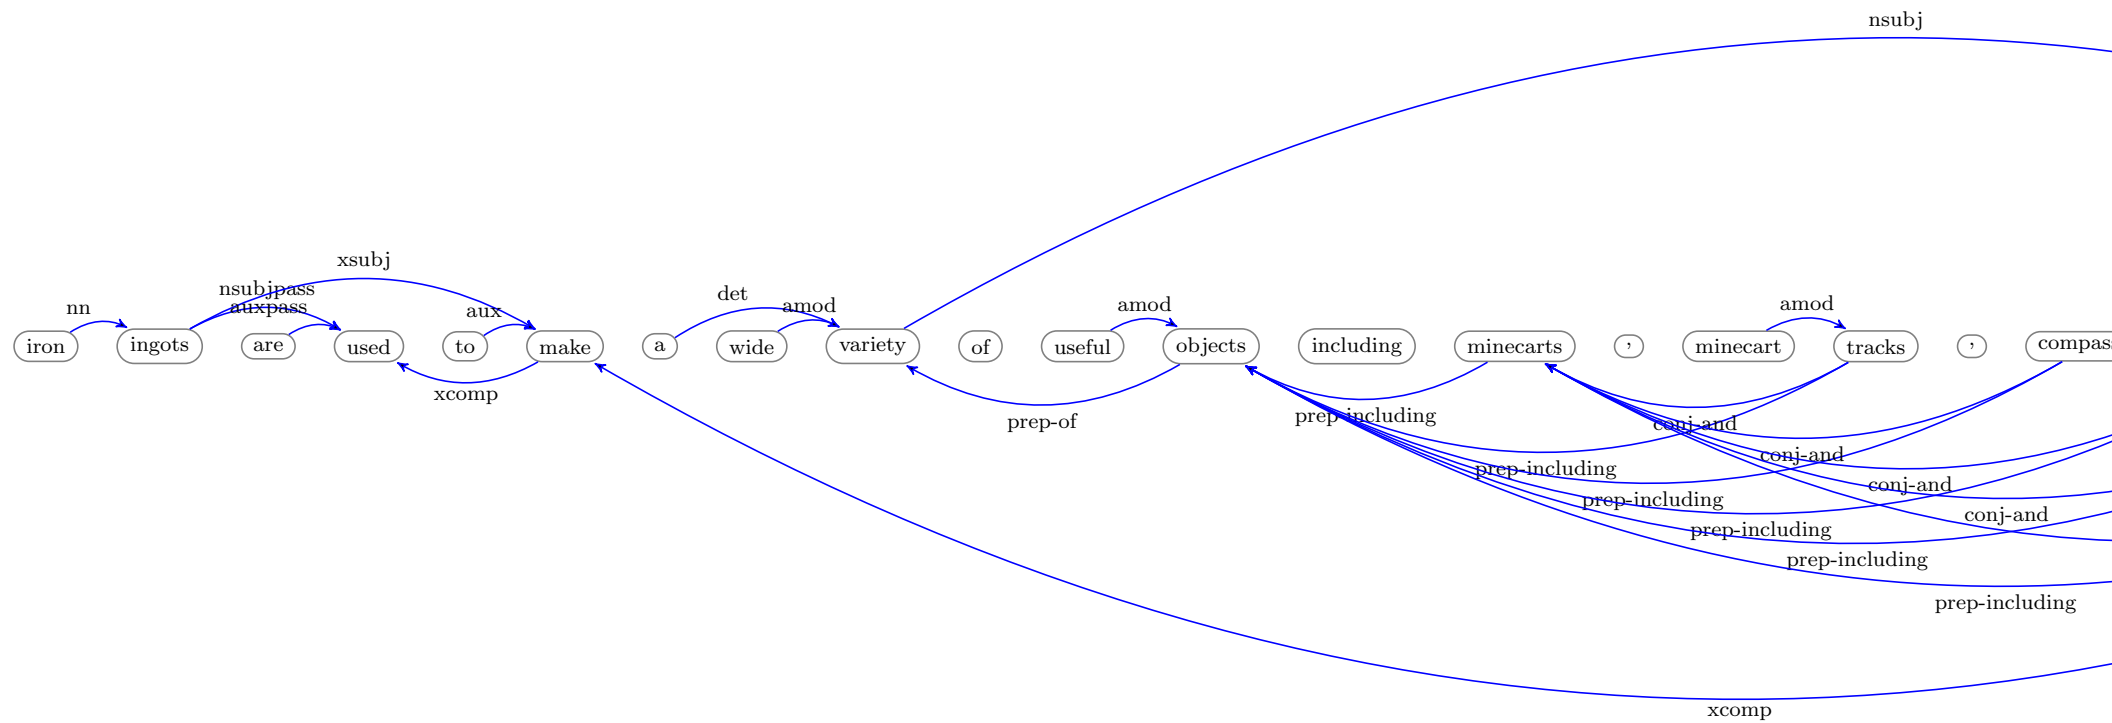 nsubj
xsubj
nsubjpass
det
nn
auxpass
aux
amod
amod
amod
iron ingots are used to make a wide variety of useful objects including minecarts , minecart tracks , compass
xcomp
prep-of
prep-including
conj-and
conj-and
prep-including
conj-and
prep-including
conj-and
prep-including
prep-including
prep-including
xcomp